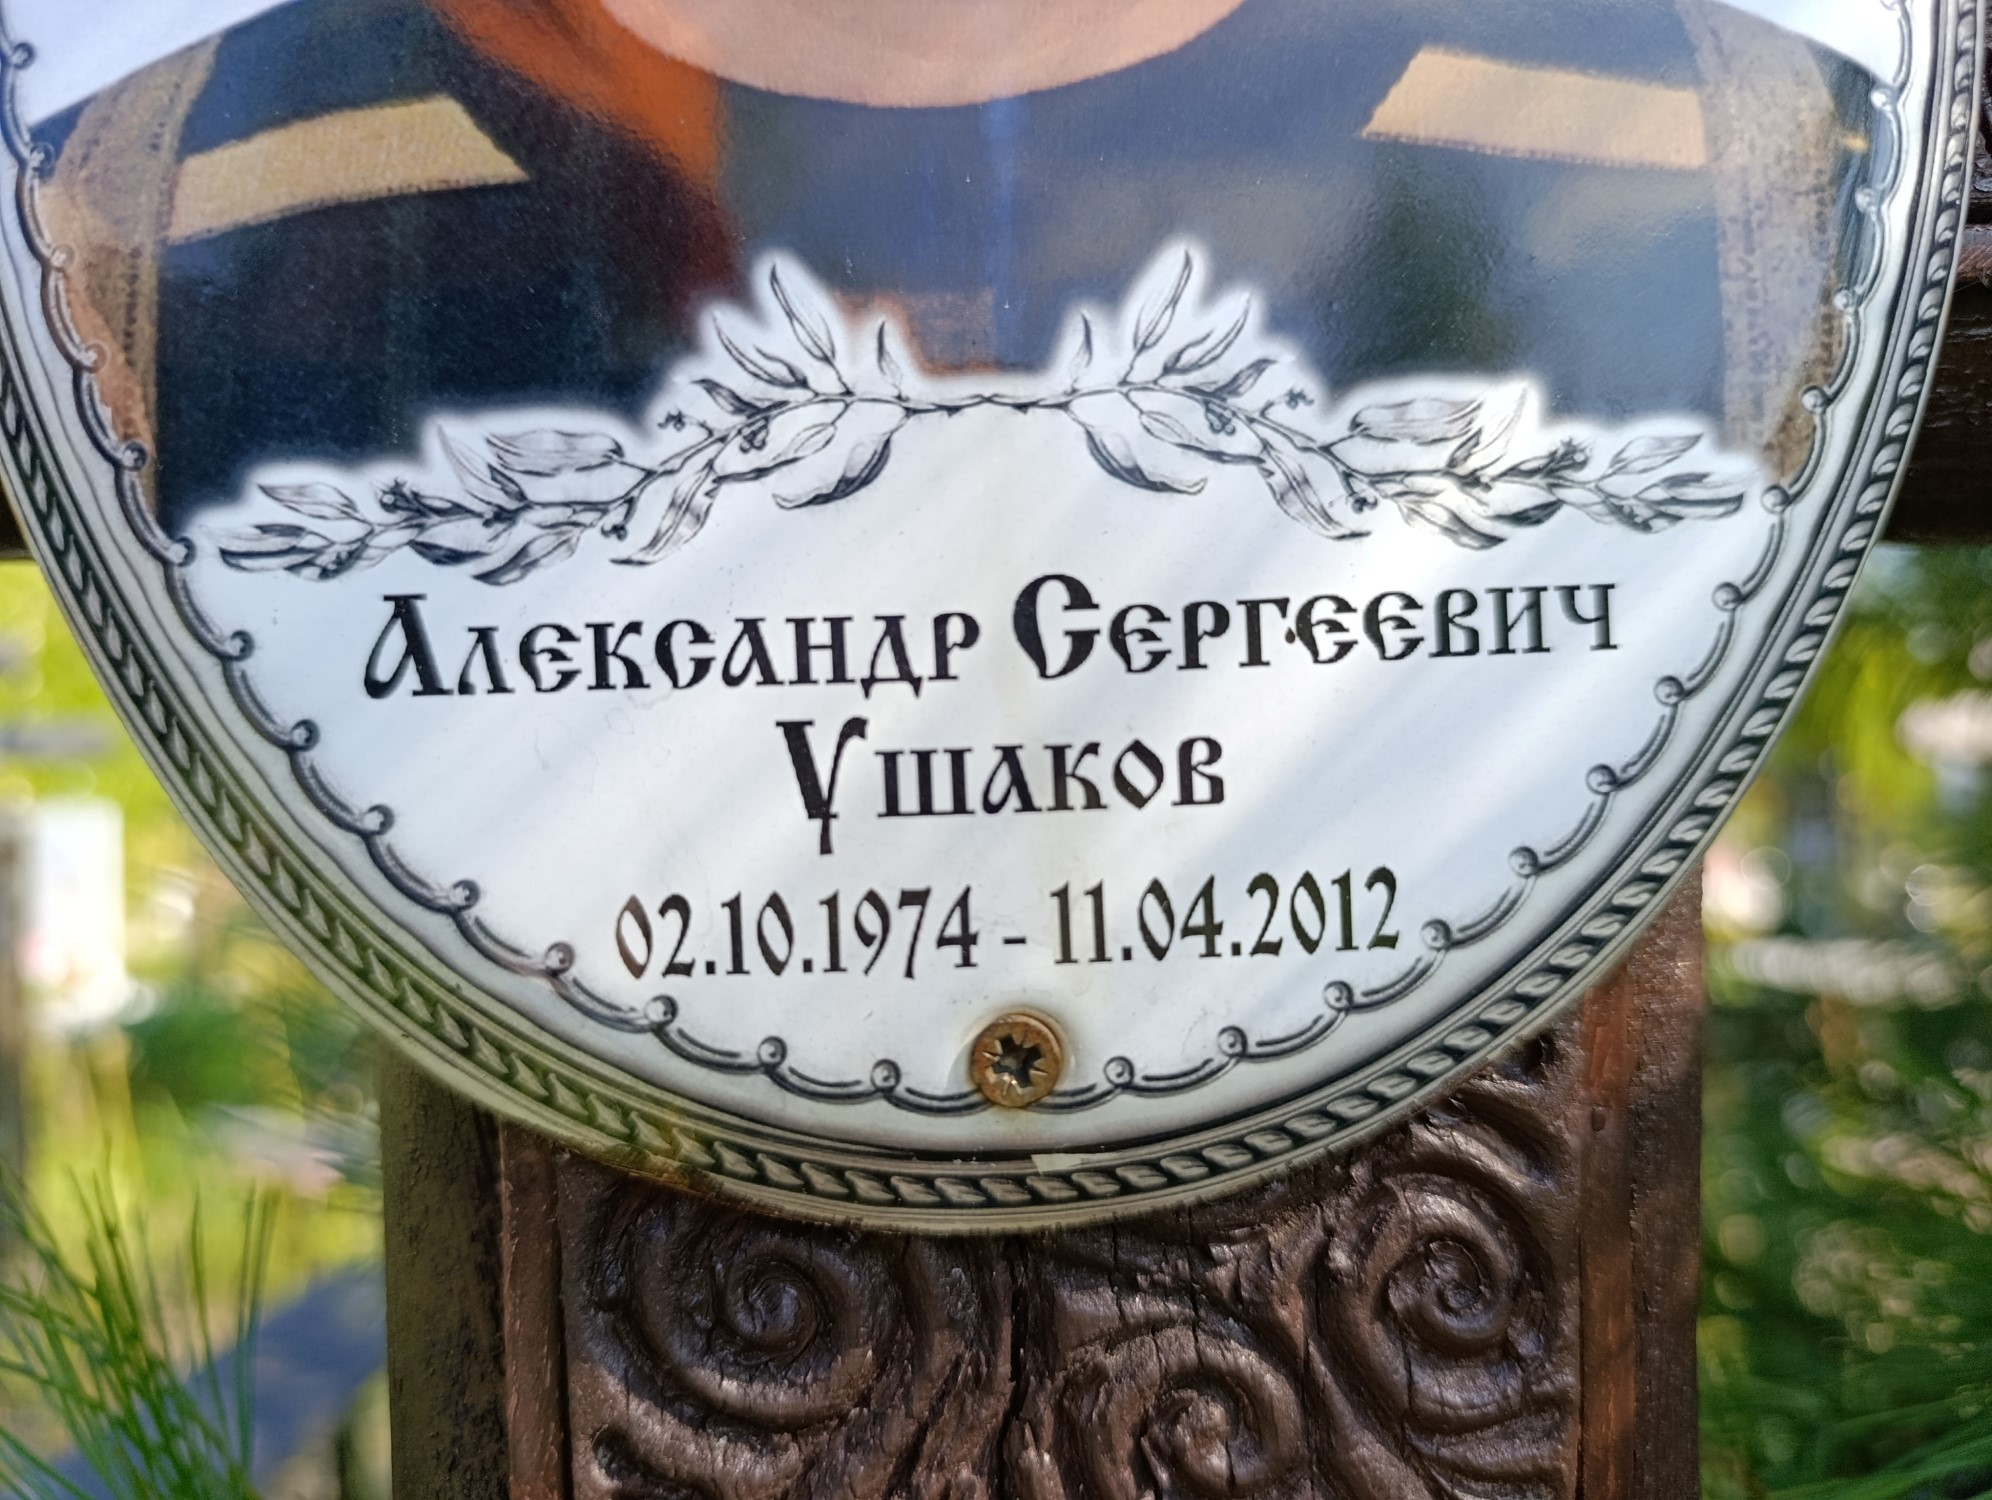 Александр Сергеевич
Ушаков
02.10.1974 - 11.04.2012